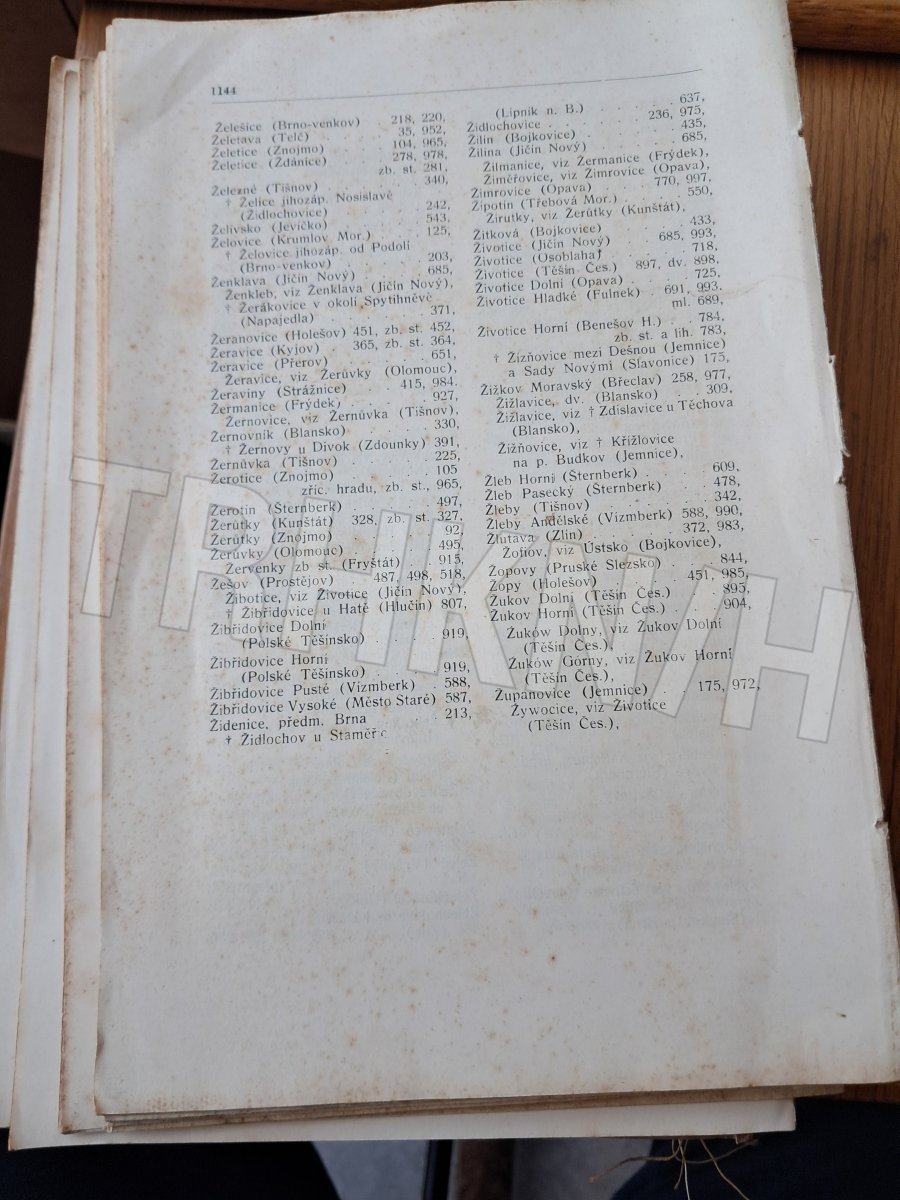 1144
Želešice (Brno-venkov) 218, 220,
Želetava (Telč) . . . . . 35, 952,
Želetice (Znojmo) . . . 104, 965,
Želetice (Ždánice) . . . 278, 978,
zb. st. 281,
Železné (Tišnov) . . . . . . 340,
† Želice jihozáp. Nosislavě
(Židlochovice) . . . . . . 242,
Želivsko (Jevíčko) . . . . . 543,
Želovice (Krumlov Mor.) . . 125,
† Želovice jihozáp. od Podolí
(Brno-venkov) . . . . . 203,
Ženklava (Jičín Nový) . . . 685,
Ženkleb, viz Ženklava (Jičín Nový),
† Žerákovice v okolí Spytihněvě
(Napajedla) . . . . . . 371,
Žeranovice (Holešov) 451, zb. st. 452,
Žeravice (Kyjov) . . 365, zb. st. 364,
Žeravice (Přerov) . . . . . 651,
Žeravice, viz Žerůvky (Olomouc),
Žeraviny (Strážnice) . . 415, 984.
Žermanice (Frýdek) . . . . 927,
Žernovice, viz Žernůvka (Tišnov),
Žernovník (Blansko) . . . . 330,
† Žernovy u Divok (Zdounky) 391,
Žernůvka (Tišnov) . . . . . 225,
Žerotice (Znojmo) . . . . . 105
zříc. hradu, zb. st., 965,
Žerotín (Šternberk) . . . . 497,
Žerůtky (Kunštát) 328, zb. st. 327,
Žerůtky (Znojmo) . . . . . 92,
Žerůvky (Olomouc) . . . . 495,
Žervenky zb st. (Fryštát) . . 915,
Žešov (Prostějov) . . 487, 498, 518,
Žibotice, viz Životice (Jičín Nový),
† Žibřidovice u Hatě (Hlučín) 807,
Žibřidovice Dolní
(Polské Těšínsko) . . . . 919,
Žibřidovice Horní
(Polské Těšínsko) . . . . 919,
Žibřidovice Pusté (Vízmberk) . 588,
Žibřidovice Vysoké (Město Staré) 587,
Židenice, předm. Brna . . 213,
† Židlochov u Staměřic
(Lipník n. B.) . . . . . 637,
Židlochovice . . . . . 236, 975,
Žilin (Bojkovice) . . . . . 435,
Žilina (Jičín Nový) . . . . 685,
Žilmanice, viz Žermanice (Frýdek),
Žiměřovice, viz Žimrovice (Opava),
Žimrovice (Opava) . . . 770, 997,
Žipotín (Třebová Mor.) . . . 550,
Žirutky, viz Žerůtky (Kunštát),
Žitková (Bojkovice) . . . . 433,
Životice (Jičín Nový) . . 685, 993,
Životice (Osoblaha) . . . . 718,
Životice (Těšín Čes.) 897, dv. 898,
Životice Dolní (Opava) . . . 725,
Životice Hladké (Fulnek) . 691, 993.
ml. 689,
Životice Horní (Benešov H.) . . 784,
zb. st. a lih. 783,
† Žižňovice mezi Dešnou (Jemnice)
a Sady Novými (Slavonice) 175,
Žižkov Moravský (Břeclav) 258, 977,
Žižlavice, dv. (Blansko) . . . 309,
Žižlavice, viz † Zdislavice u Těchova
(Blansko),
Žížňovice, viz † Křížlovice
na p. Budkov (Jemnice),
Žleb Horní (Šternberk) . . . 609,
Žleb Pasecký (Šternberk) . . 478,
Žleby (Tišnov) . . . . . . 342,
Žleby Andělské (Vízmberk) 588, 990,
Žlutava (Zlín) . . . . . 372, 983,
Žofiov, viz Ústsko (Bojkovice),
Žopovy (Pruské Slezsko) . . . 844,
Žopy (Holešov) . . . . 451, 985,
Žukov Dolní (Těšín Čes.) . . 895,
Žukov Horní (Těšín Čes.) . . . 904,
Żuków Dolny, viz Žukov Dolní
(Těšín Čes.),
Żuków Górny, viz Žukov Horní
(Těšín Čes.),
Županovice (Jemnice) . . 175, 972,
Żywocice, viz Životice
(Těšín Čes.),
TRHKNIH